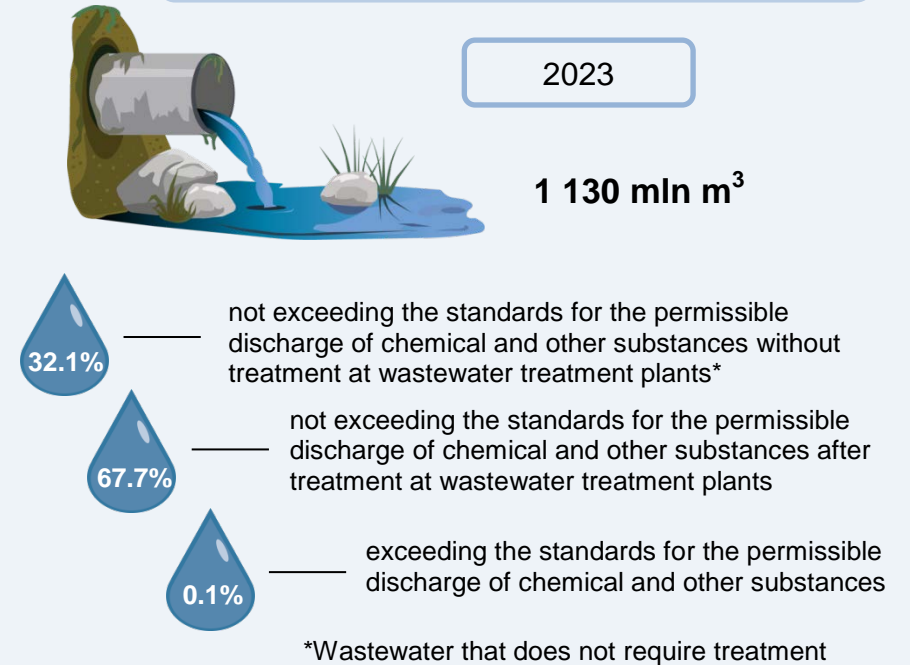 2023
1 130 mln m³
32.1%
not exceeding the standards for the permissible
discharge of chemical and other substances without
treatment at wastewater treatment plants*
67.7%
not exceeding the standards for the permissible
discharge of chemical and other substances after
treatment at wastewater treatment plants
0.1%
exceeding the standards for the permissible
discharge of chemical and other substances
*Wastewater that does not require treatment